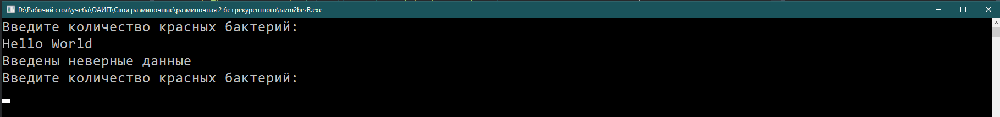 D:\Рабочий стол\учеба\ОАИП\Свои разминочные\разминочная 2 без рекурентного\razm2bezR.exe
Введите количество красных бактерий:
Hello World
Введены неверные данные
Введите количество красных бактерий: